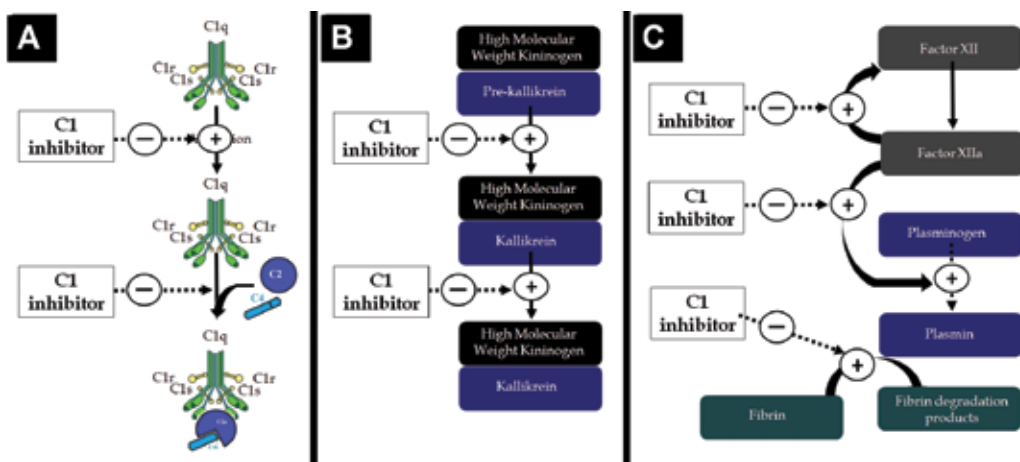 A
C1q
C1r
C1r
C1s
C1s
C1
inhibitor
−
+
ion
C1q
C1r
C1r
C1s
C1s
C1
inhibitor
−
C2
C4
C1q
C1r
C1r
C1s
C1s
B
High Molecular
Weight Kininogen
Pre-kallikrein
C1
inhibitor
−
+
High Molecular
Weight Kininogen
Kallikrein
C1
inhibitor
−
+
High Molecular
Weight Kininogen
Kallikrein
C
Factor XII
C1
inhibitor
−
+
Factor XIIa
C1
inhibitor
−
+
Plasminogen
+
C1
inhibitor
−
Plasmin
+
Fibrin
Fibrin degradation
products